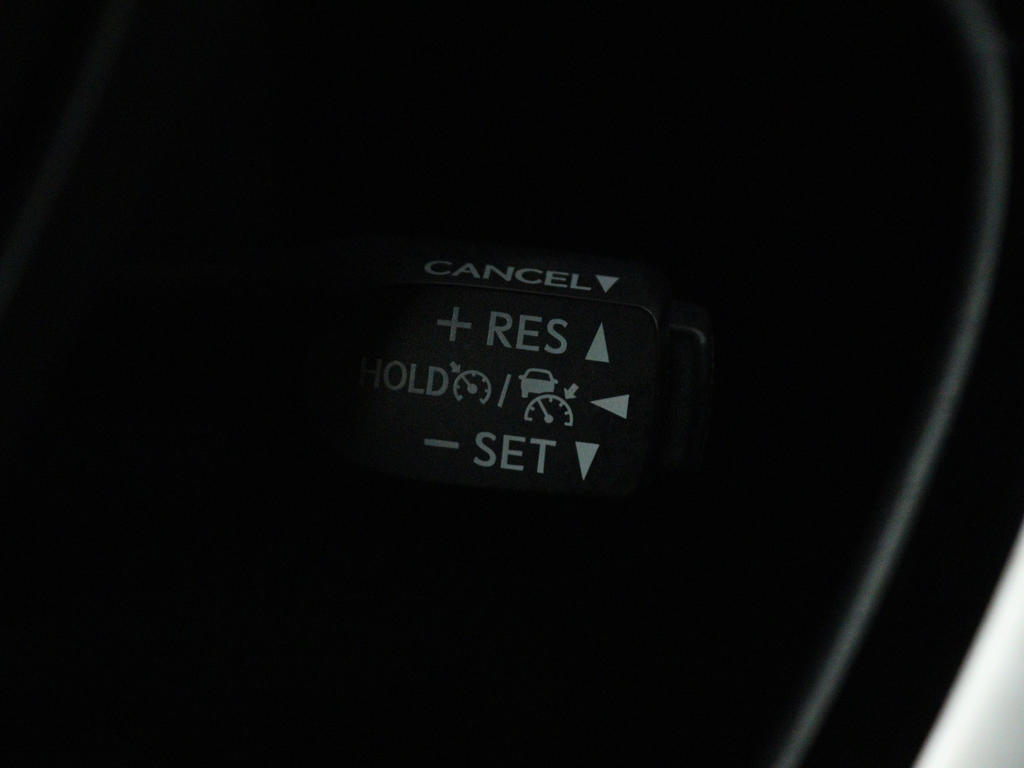 CANCEL▼
+ RES ▲
HOLD / ◀
− SET ▼